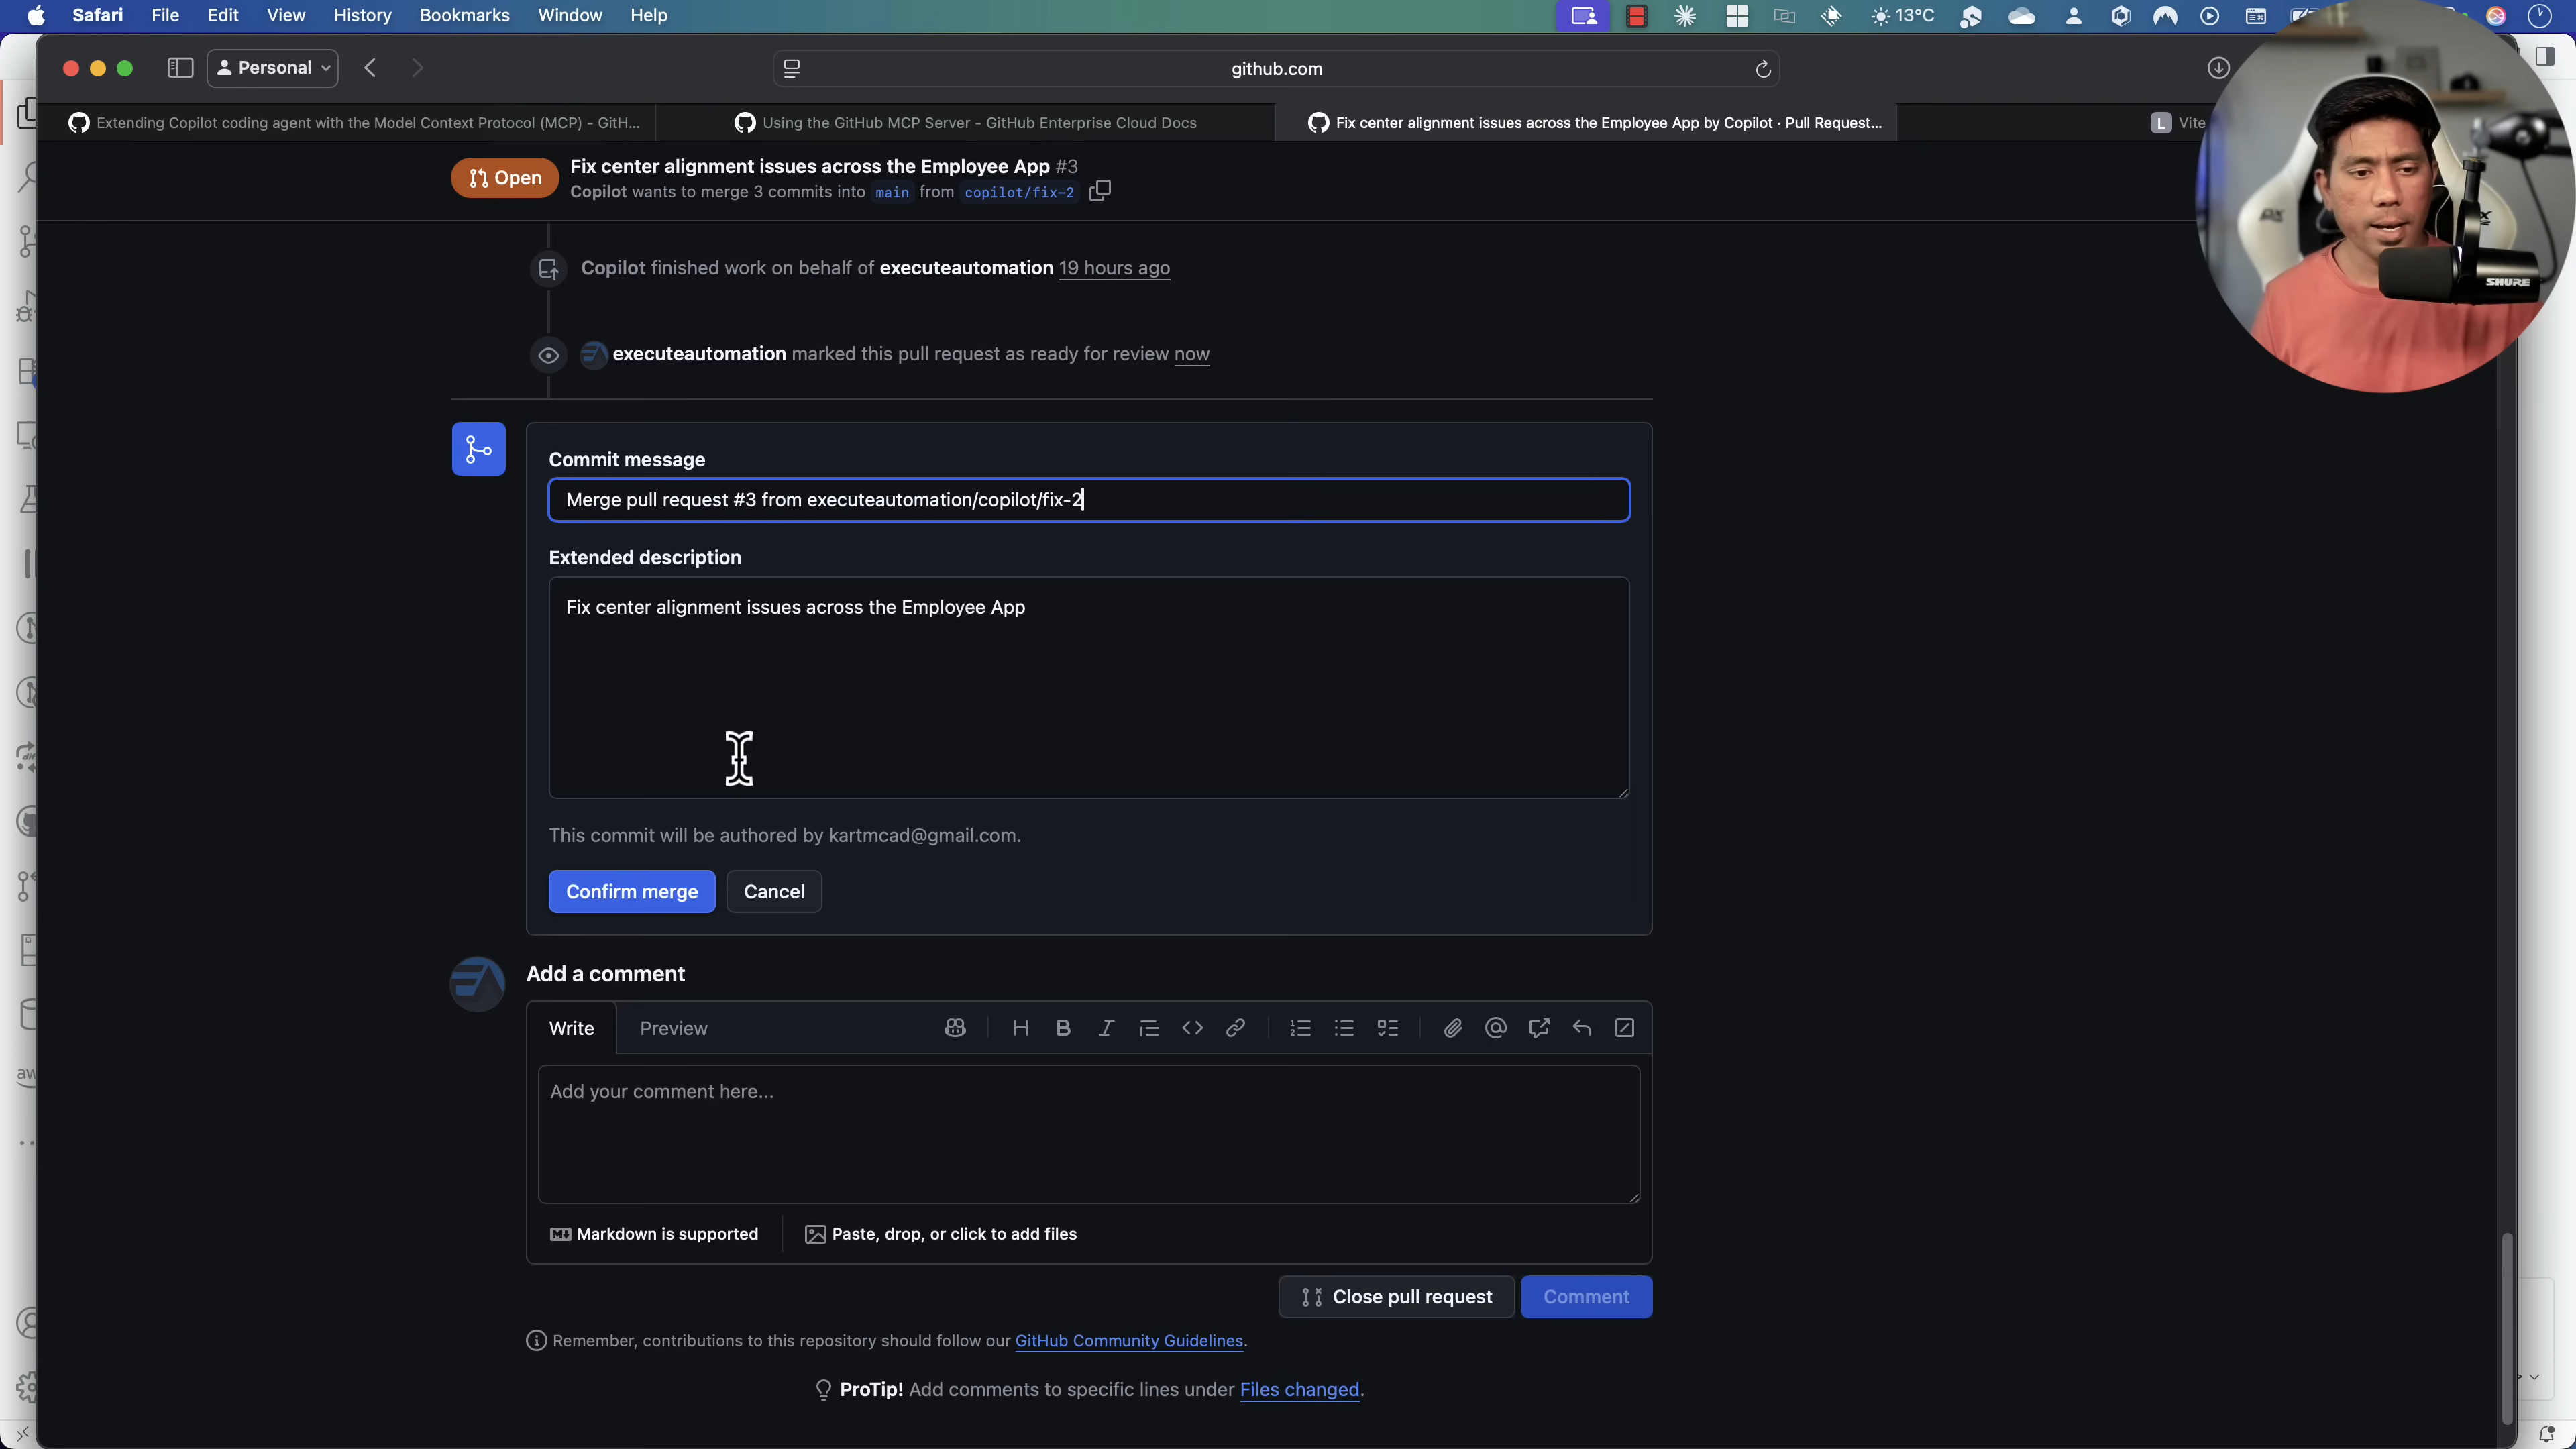 Safari File Edit View History Bookmarks Window Help
13°C
Personal
github.com
Extending Copilot coding agent with the Model Context Protocol (MCP) - GitH...
Using the GitHub MCP Server - GitHub Enterprise Cloud Docs
Fix center alignment issues across the Employee App by Copilot · Pull Request...
L Vite
Open
Fix center alignment issues across the Employee App #3
Copilot wants to merge 3 commits into main from copilot/fix-2
Copilot finished work on behalf of executeautomation 19 hours ago
executeautomation marked this pull request as ready for review now
SHURE
Commit message
Merge pull request #3 from executeautomation/copilot/fix-2
Extended description
Fix center alignment issues across the Employee App
This commit will be authored by kartmcad@gmail.com.
Confirm merge Cancel
Add a comment
Write Preview
Add your comment here...
Markdown is supported
Paste, drop, or click to add files
Close pull request Comment
Remember, contributions to this repository should follow our GitHub Community Guidelines.
ProTip! Add comments to specific lines under Files changed.